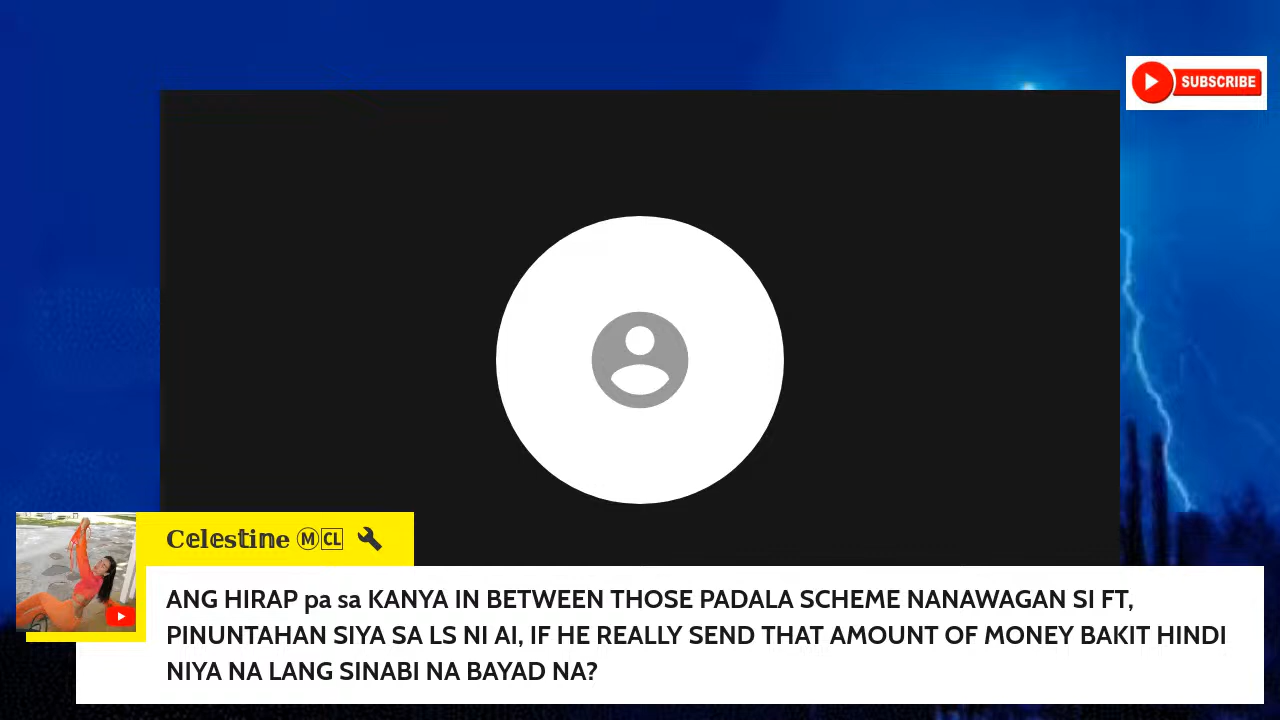 SUBSCRIBE
Celestine Ⓜ🄲🄻
ANG HIRAP pa sa KANYA IN BETWEEN THOSE PADALA SCHEME NANAWAGAN SI FT,
PINUNTAHAN SIYA SA LS NI AI, IF HE REALLY SEND THAT AMOUNT OF MONEY BAKIT HINDI
NIYA NA LANG SINABI NA BAYAD NA?